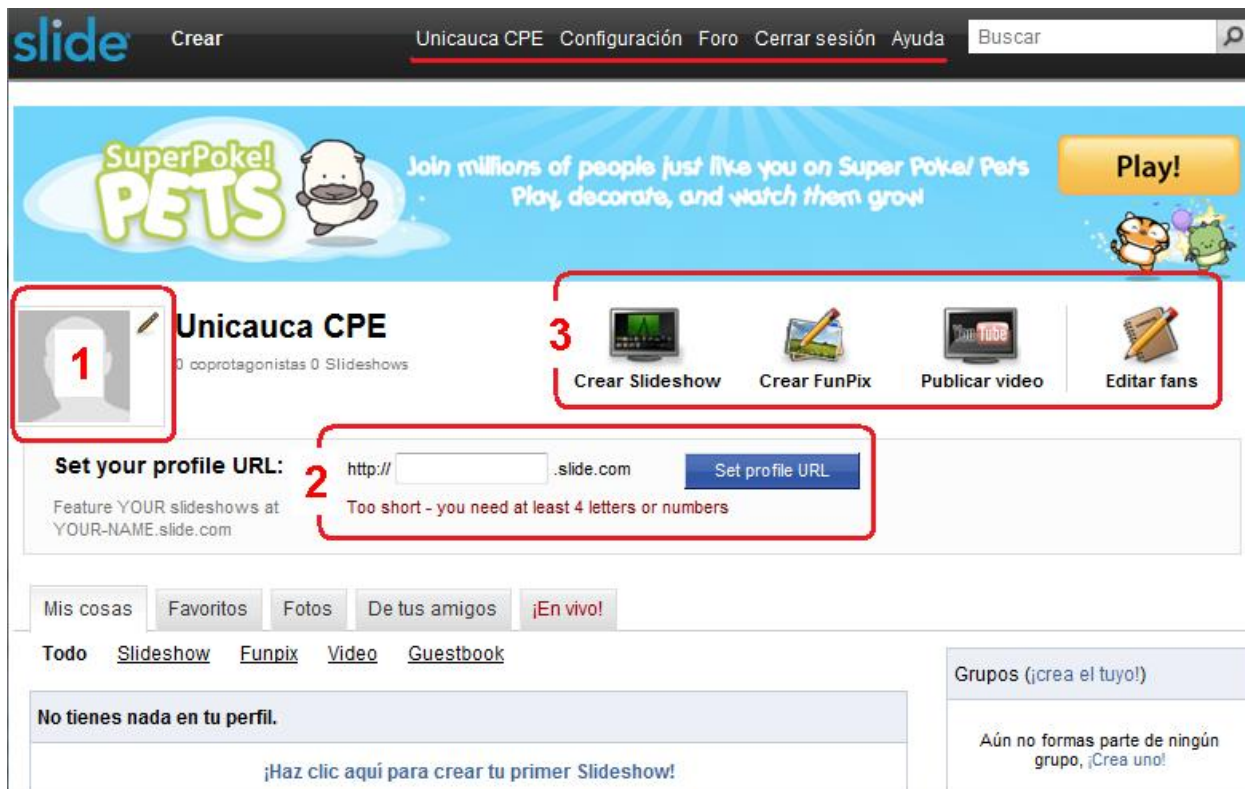 slide Crear Unicauca CPE Configuración Foro Cerrar sesión Ayuda Buscar
SuperPoke!
PETS
Join millions of people just like you on Super Poke! Pets
Play, decorate, and watch them grow
Play!
1
Unicauca CPE
0 coprotagonistas 0 Slideshows
3
You Tube
Crear Slideshow Crear FunPix Publicar video Editar fans
Set your profile URL:
2
http:// .slide.com Set profile URL
Feature YOUR slideshows at
YOUR-NAME.slide.com
Too short - you need at least 4 letters or numbers
Mis cosas Favoritos Fotos De tus amigos ¡En vivo!
Todo Slideshow Funpix Video Guestbook
No tienes nada en tu perfil.
¡Haz clic aquí para crear tu primer Slideshow!
Grupos (¡crea el tuyo!)
Aún no formas parte de ningún
grupo, ¡Crea uno!